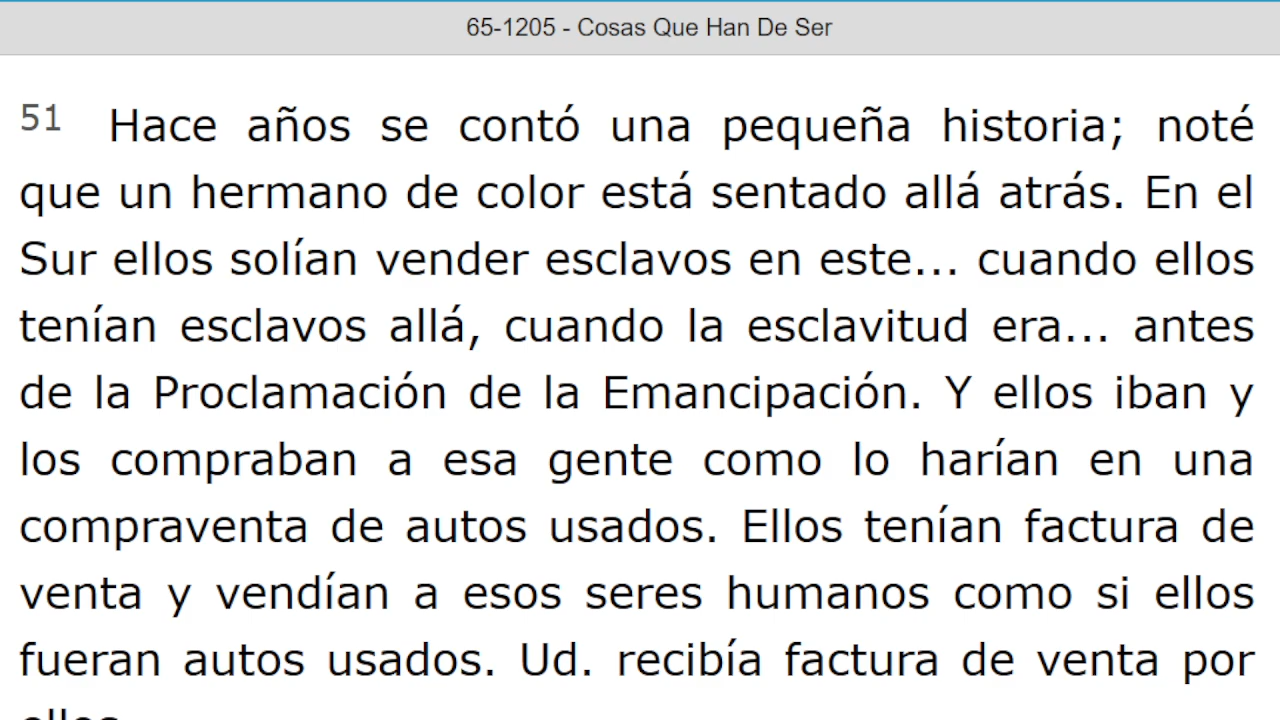 65-1205 - Cosas Que Han De Ser
51 Hace años se contó una pequeña historia; noté
que un hermano de color está sentado allá atrás. En el
Sur ellos solían vender esclavos en este... cuando ellos
tenían esclavos allá, cuando la esclavitud era... antes
de la Proclamación de la Emancipación. Y ellos iban y
los compraban a esa gente como lo harían en una
compraventa de autos usados. Ellos tenían factura de
venta y vendían a esos seres humanos como si ellos
fueran autos usados. Ud. recibía factura de venta por